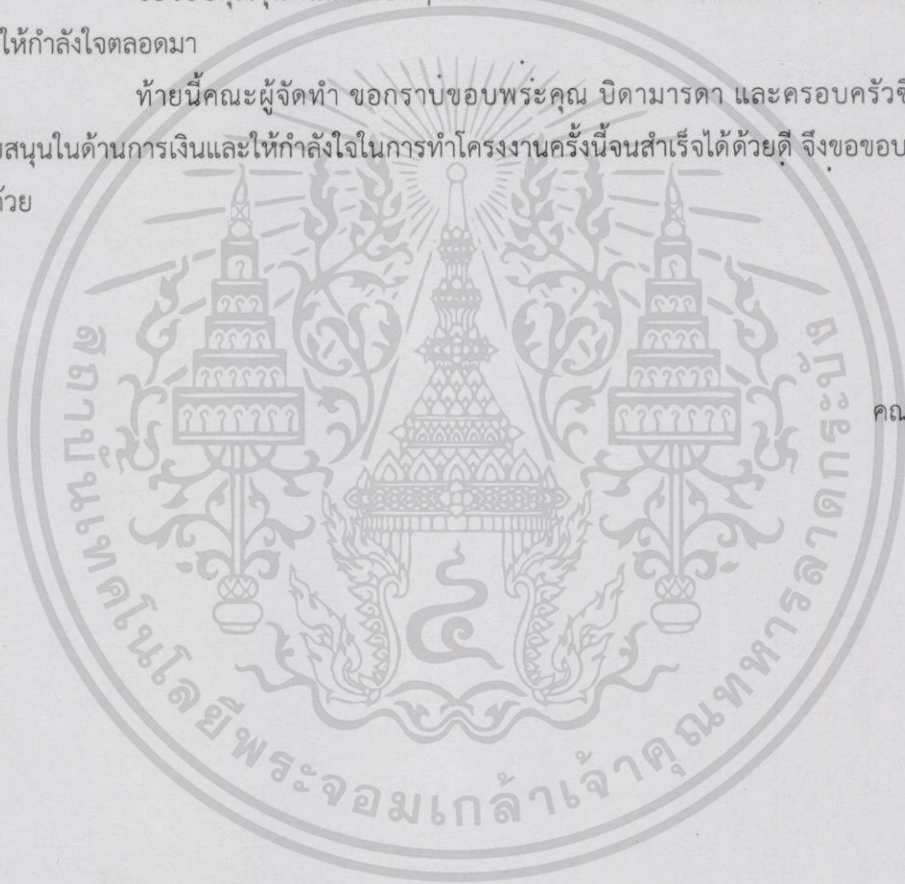 ให้กำลังใจตลอดมา
ท้ายนี้คณะผู้จัดทำ ขอกราบขอบพระคุณ บิดามารดา และครอบครัวซึ
สนุนในด้านการเงินและให้กำลังใจในการทำโครงงานครั้งนี้จนสำเร็จได้ด้วยดี จึงขอขอบ
วย
คณ
สถาบันเทคโนโลยีพระจอมเกล้าเจ้าคุณทหารลาดกระบัง
๔